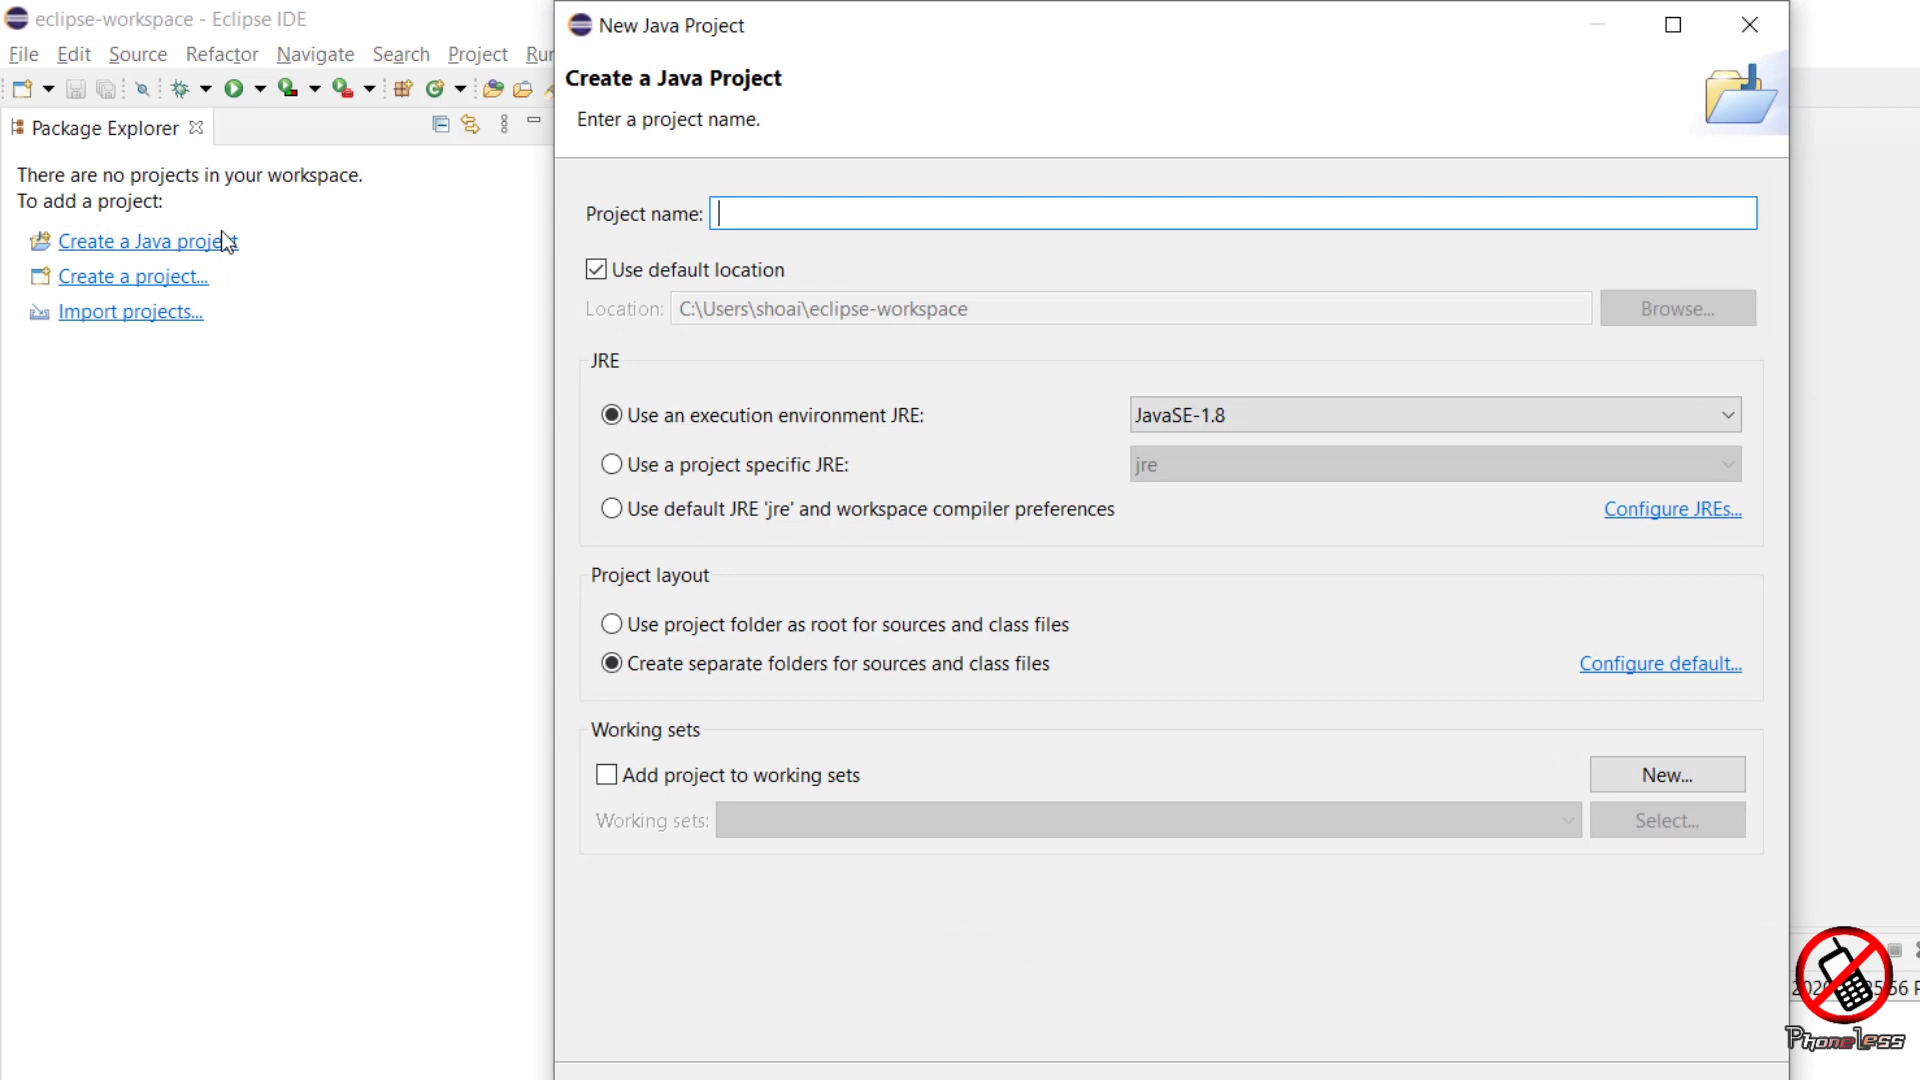 eclipse-workspace - Eclipse IDE
File Edit Source Refactor Navigate Search Project Run
Package Explorer
There are no projects in your workspace.
To add a project:
Create a Java project
Create a project...
Import projects...
New Java Project
Create a Java Project
Enter a project name.
Project name:
Use default location
Location: C:\Users\shoai\eclipse-workspace Browse...
JRE
Use an execution environment JRE: JavaSE-1.8
Use a project specific JRE: jre
Use default JRE 'jre' and workspace compiler preferences Configure JREs...
Project layout
Use project folder as root for sources and class files
Create separate folders for sources and class files Configure default...
Working sets
Add project to working sets New...
Working sets: Select...
Phoneless